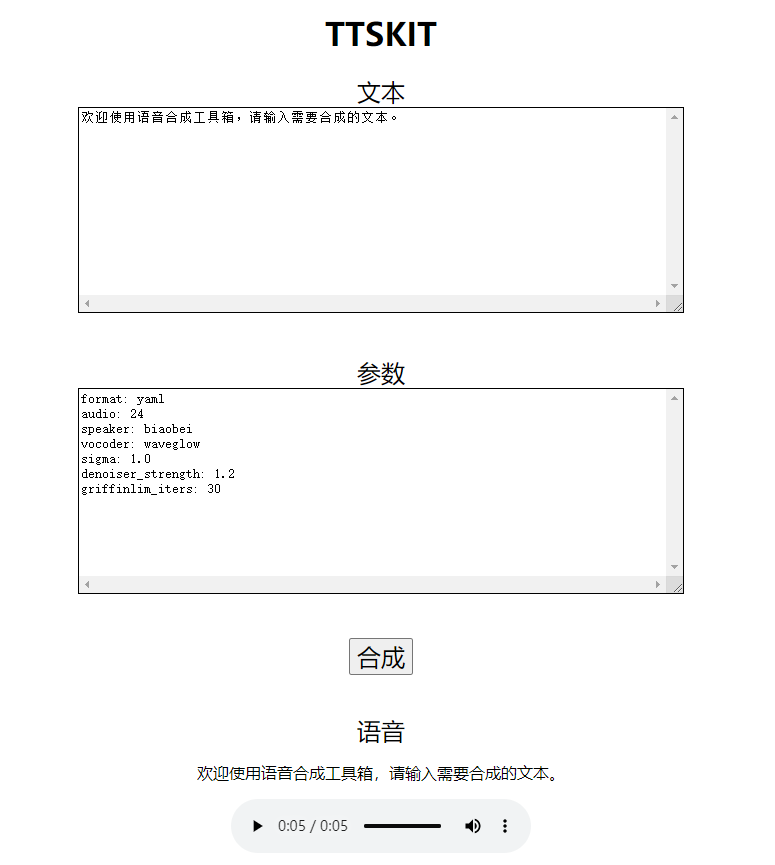 TTSKIT
文本
欢迎使用语音合成工具箱，请输入需要合成的文本。
参数
format: yaml
audio: 24
speaker: biaobei
vocoder: waveglow
sigma: 1.0
denoiser_strength: 1.2
griffinlim_iters: 30
合成
语音
欢迎使用语音合成工具箱，请输入需要合成的文本。
0:05 / 0:05